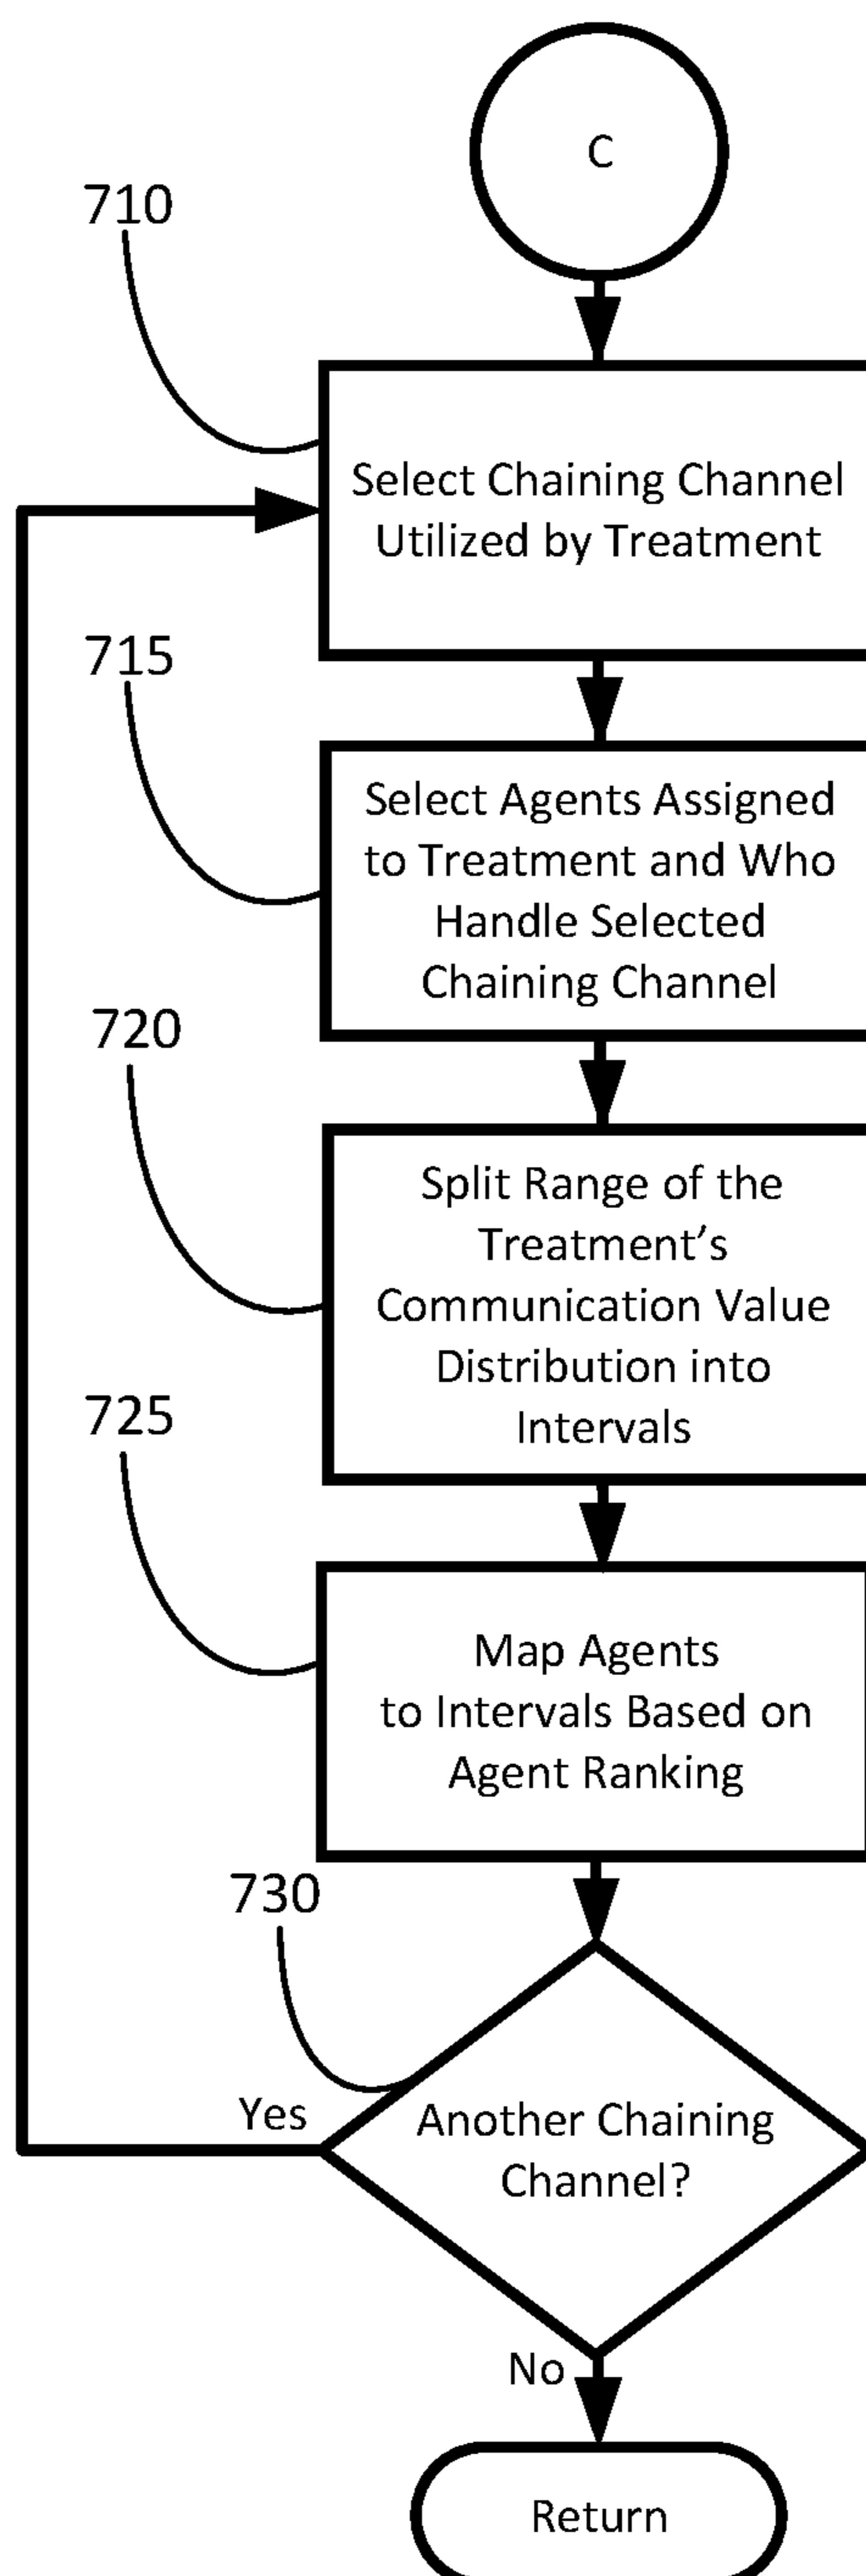 C
710
Select Chaining Channel
Utilized by Treatment
715
Select Agents Assigned
to Treatment and Who
Handle Selected
Chaining Channel
720
Split Range of the
Treatment’s
Communication Value
Distribution into
Intervals
725
Map Agents
to Intervals Based on
Agent Ranking
730
Yes
Another Chaining
Channel?
No
Return